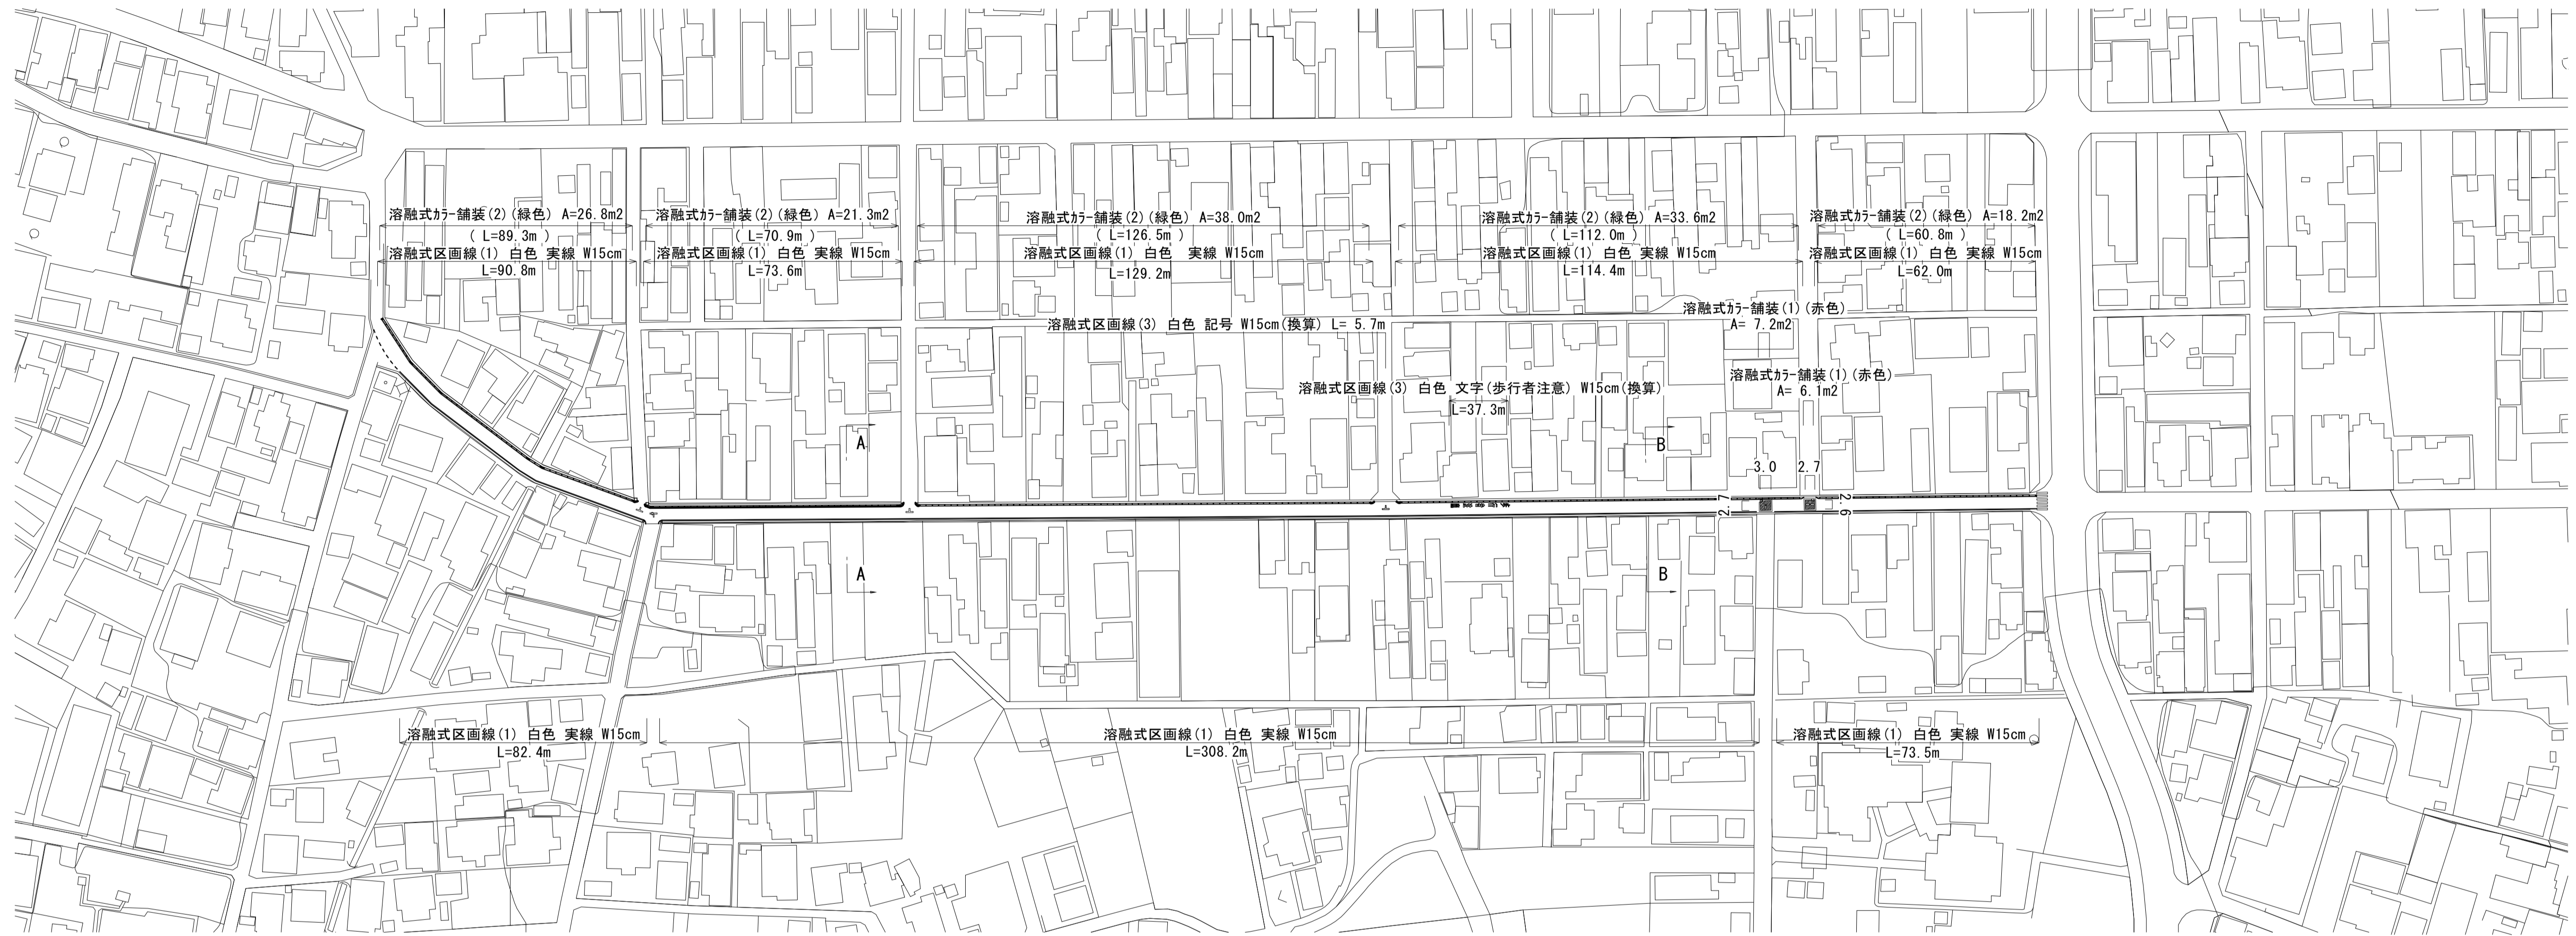 溶融式ｶﾗｰ舗装(2)(緑色) A=26.8m2
( L=89.3m )
溶融式区画線(1) 白色 実線 W15cm
L=90.8m
溶融式ｶﾗｰ舗装(2)(緑色) A=21.3m2
( L=70.9m )
溶融式区画線(1) 白色 実線 W15cm
L=73.6m
溶融式ｶﾗｰ舗装(2)(緑色) A=38.0m2
( L=126.5m )
溶融式区画線(1) 白色 実線 W15cm
L=129.2m
溶融式ｶﾗｰ舗装(2)(緑色) A=33.6m2
( L=112.0m )
溶融式区画線(1) 白色 実線 W15cm
L=114.4m
溶融式ｶﾗｰ舗装(2)(緑色) A=18.2m2
( L=60.8m )
溶融式区画線(1) 白色 実線 W15cm
L=62.0m
溶融式ｶﾗｰ舗装(1)(赤色)
A= 7.2m2
溶融式区画線(3) 白色 記号 W15cm(換算) L= 5.7m
溶融式ｶﾗｰ舗装(1)(赤色)
A= 6.1m2
溶融式区画線(3) 白色 文字(歩行者注意) W15cm(換算)
L=37.3m
A
B
3.0
2.7
2.7
2.6
A
B
溶融式区画線(1) 白色 実線 W15cm
L=82.4m
溶融式区画線(1) 白色 実線 W15cm
L=308.2m
溶融式区画線(1) 白色 実線 W15cm
L=73.5m